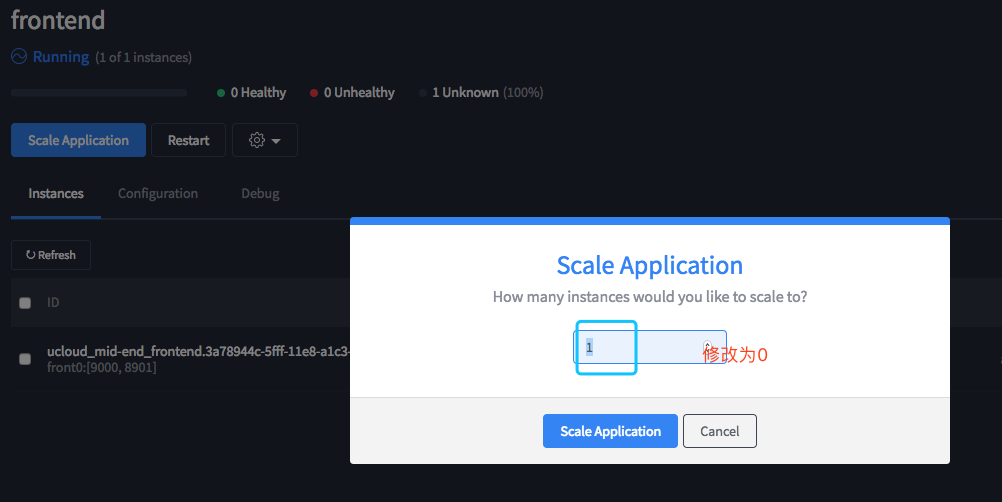 frontend
Running (1 of 1 instances)
0 Healthy 0 Unhealthy 1 Unknown (100%)
Scale Application Restart
Instances Configuration Debug
Refresh
ID
ucloud_mid-end_frontend.3a78944c-5fff-11e8-a1c3-
front0:[9000, 8901]
Scale Application
How many instances would you like to scale to?
1
修改为0
Scale Application Cancel